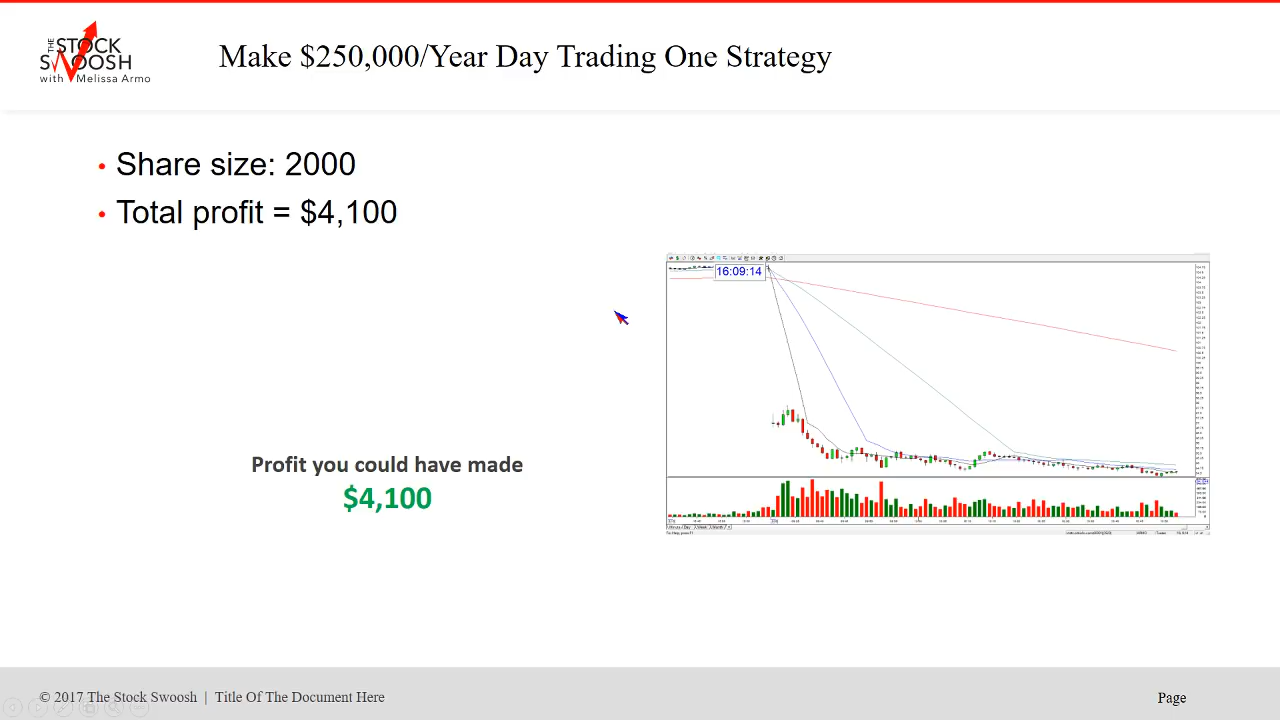 THE
STOCK
SWOOSH
with Melissa Armo
Make $250,000/Year Day Trading One Strategy
• Share size: 2000
• Total profit = $4,100
16:09:14
Profit you could have made
$4,100
© 2017 The Stock Swoosh | Title Of The Document Here
Page